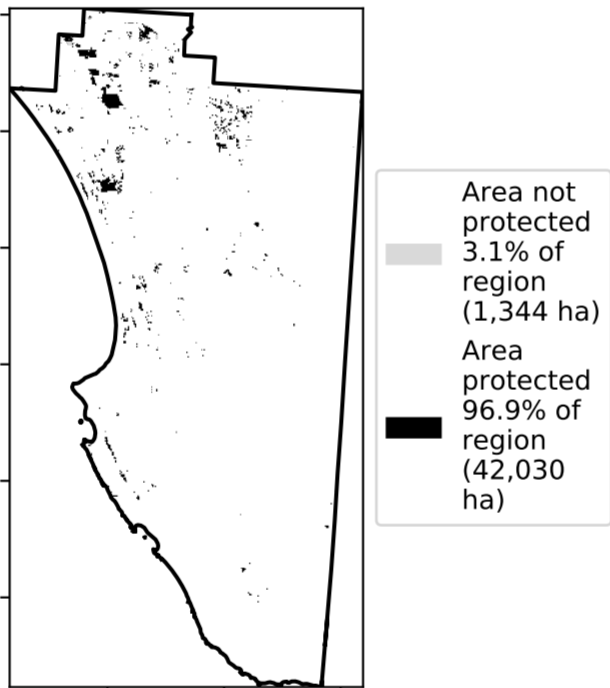 Area not
protected
3.1% of
region
(1,344 ha)
Area
protected
96.9% of
region
(42,030
ha)